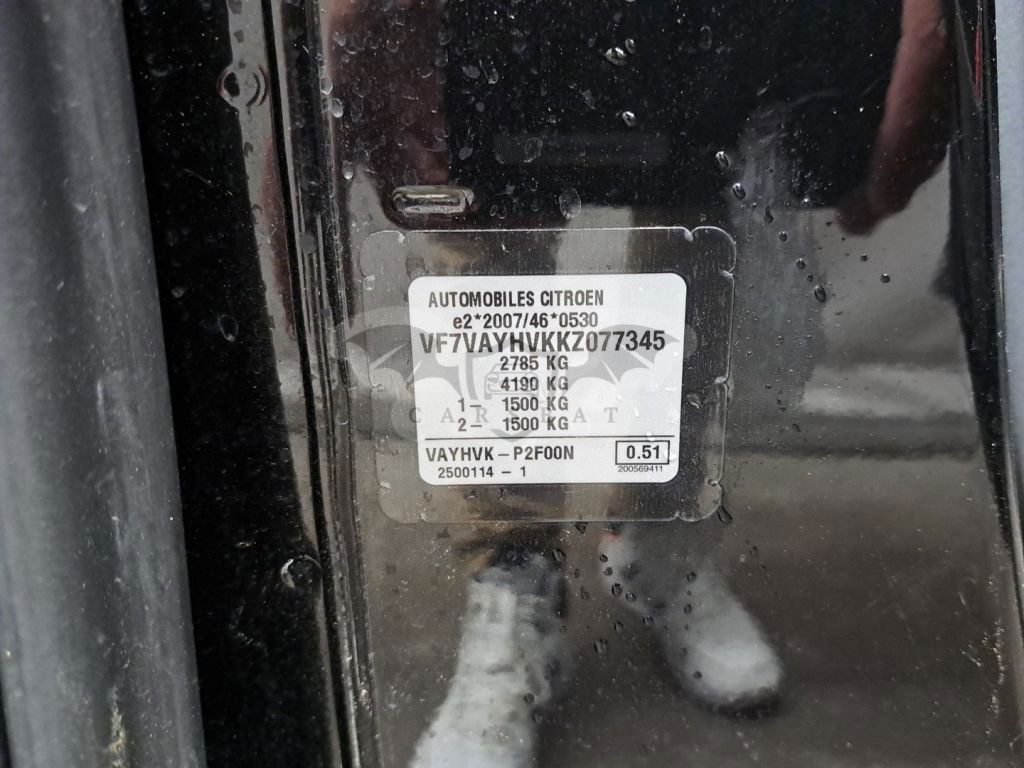 AUTOMOBILES CITROEN
e2*2007/46*0530
VF7VAYHVKKZ077345
2785 KG
4190 KG
1- 1500 KG
2- 1500 KG
CARSEAT
VAYHVK-P2F00N 0.51
2500114-1 200569411